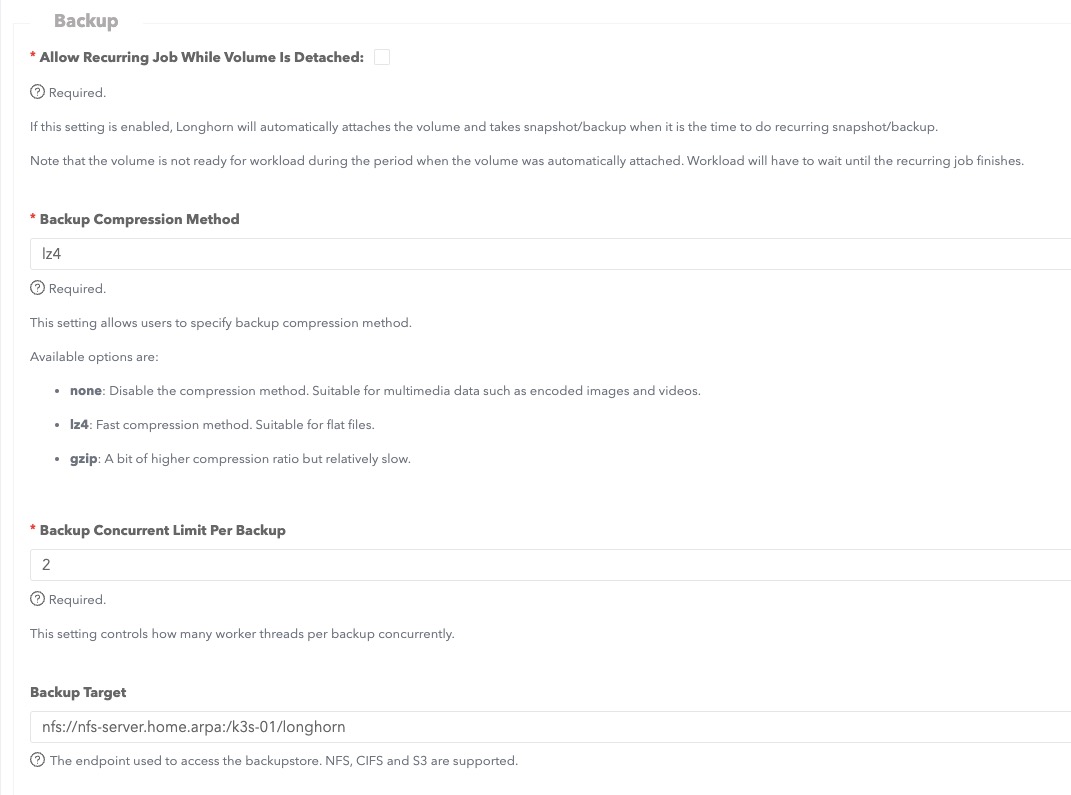 Backup
* Allow Recurring Job While Volume Is Detached:
Required.
If this setting is enabled, Longhorn will automatically attaches the volume and takes snapshot/backup when it is the time to do recurring snapshot/backup.
Note that the volume is not ready for workload during the period when the volume was automatically attached. Workload will have to wait until the recurring job finishes.
* Backup Compression Method
lz4
Required.
This setting allows users to specify backup compression method.
Available options are:
• none: Disable the compression method. Suitable for multimedia data such as encoded images and videos.
• lz4: Fast compression method. Suitable for flat files.
• gzip: A bit of higher compression ratio but relatively slow.
* Backup Concurrent Limit Per Backup
2
Required.
This setting controls how many worker threads per backup concurrently.
Backup Target
nfs://nfs-server.home.arpa:/k3s-01/longhorn
The endpoint used to access the backupstore. NFS, CIFS and S3 are supported.